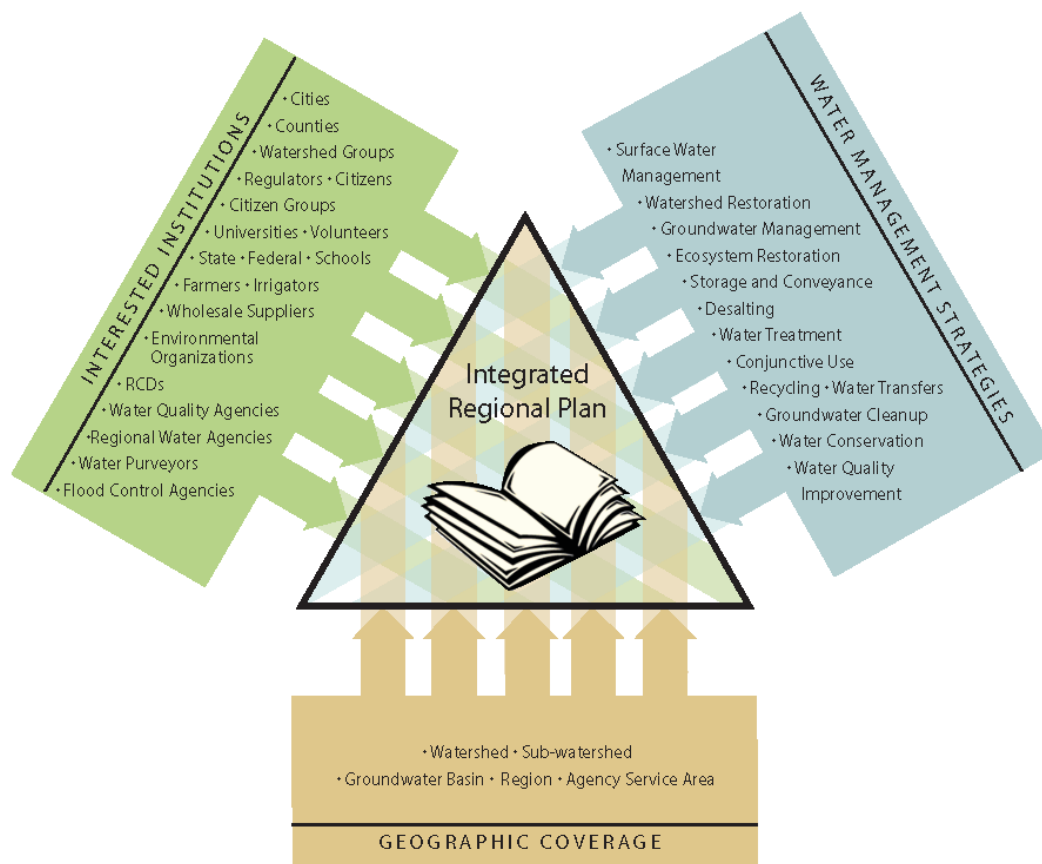 INTERESTED INSTITUTIONS
• Cities
• Counties
• Watershed Groups
• Regulators • Citizens
• Citizen Groups
• Universities • Volunteers
• State • Federal • Schools
• Farmers • Irrigators
• Wholesale Suppliers
• Environmental
Organizations
• RCDs
• Water Quality Agencies
• Regional Water Agencies
• Water Purveyors
• Flood Control Agencies
WATER MANAGEMENT STRATEGIES
• Surface Water
Management
• Watershed Restoration
• Groundwater Management
• Ecosystem Restoration
• Storage and Conveyance
• Desalting
• Water Treatment
• Conjunctive Use
• Recycling • Water Transfers
• Groundwater Cleanup
• Water Conservation
• Water Quality
Improvement
Integrated
Regional Plan
• Watershed • Sub-watershed
• Groundwater Basin • Region • Agency Service Area
GEOGRAPHIC COVERAGE